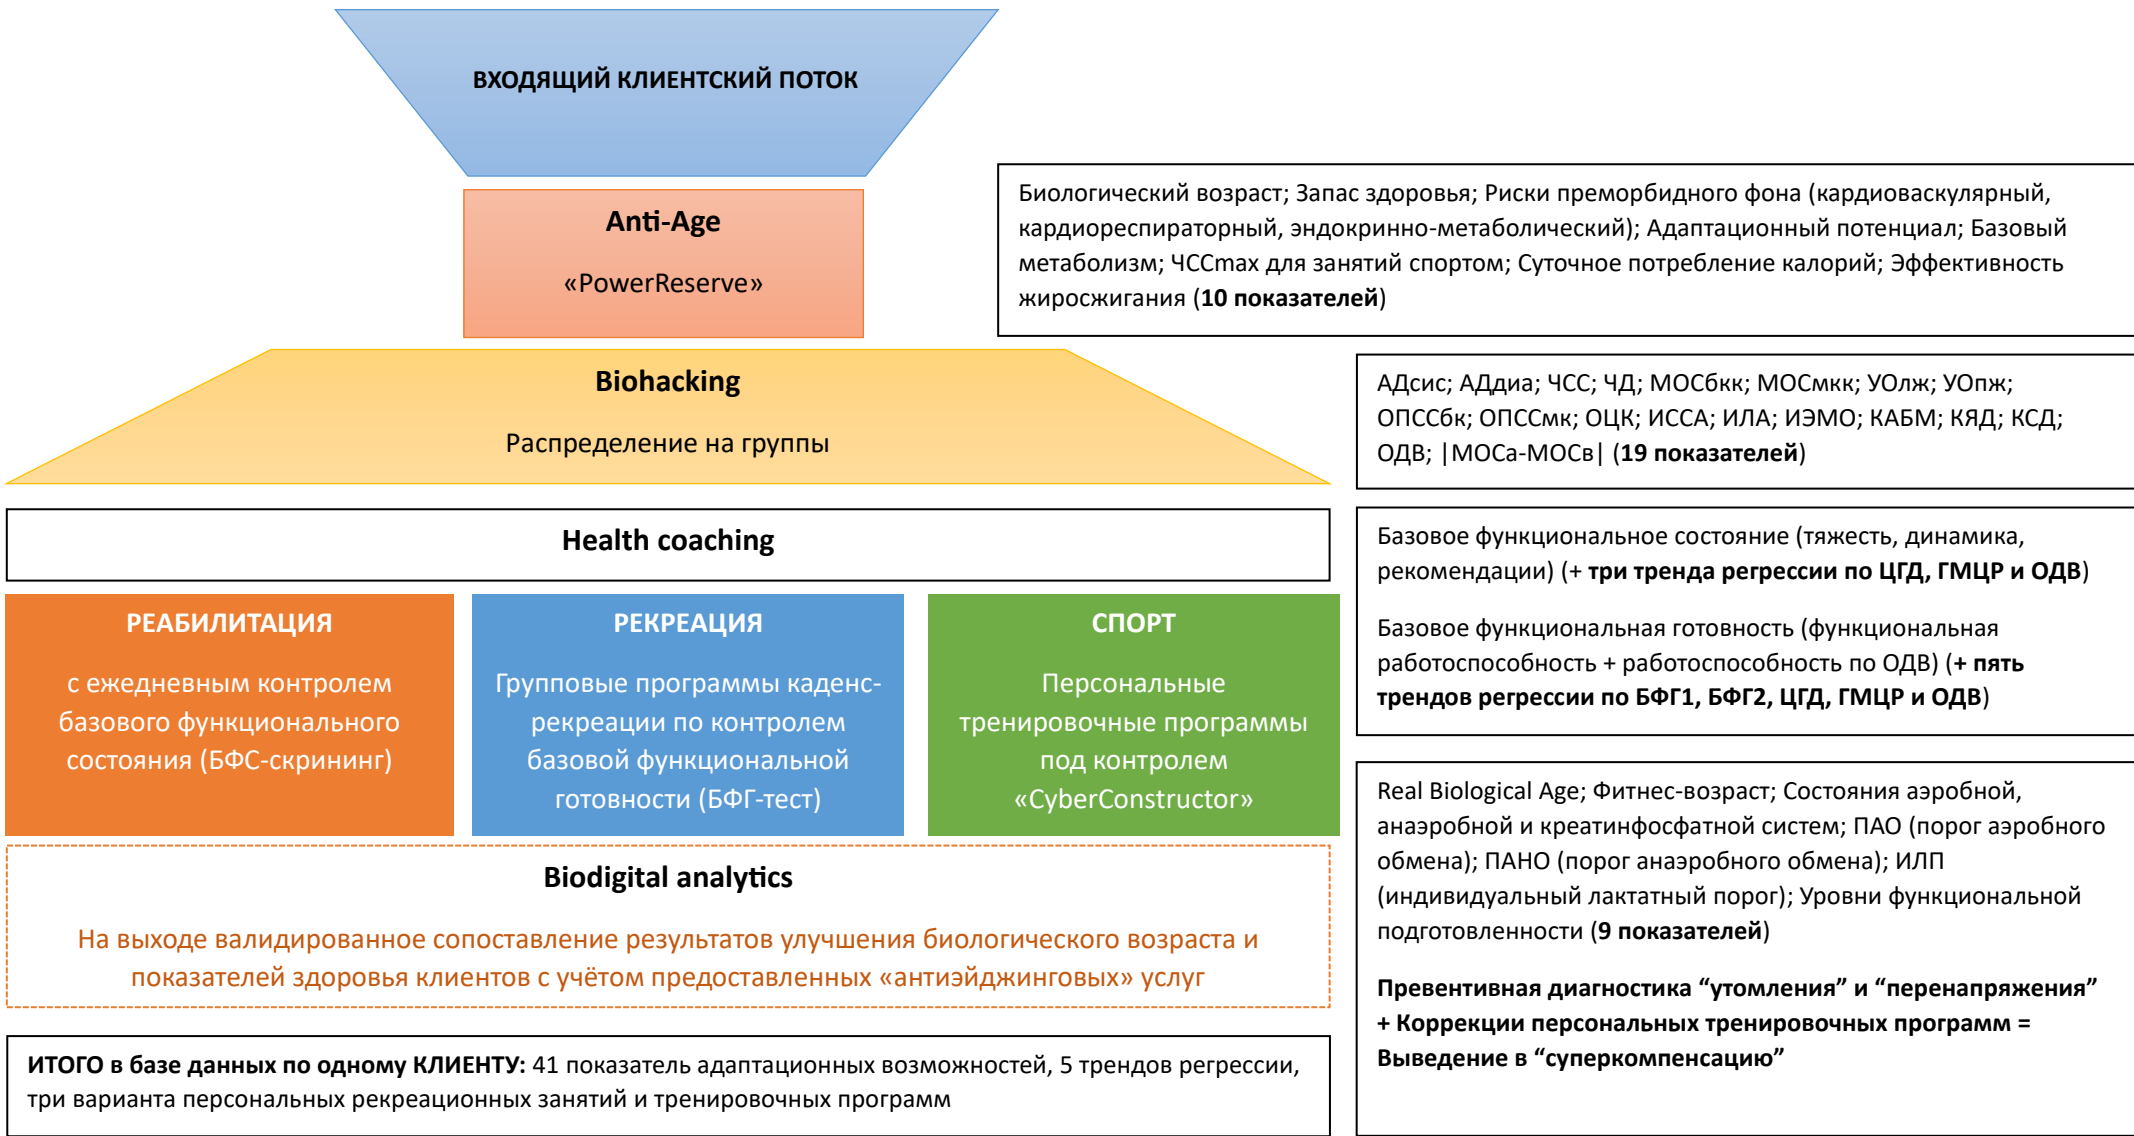 ВХОДЯЩИЙ КЛИЕНТСКИЙ ПОТОК
Anti-Age
«PowerReserve»
Биологический возраст; Запас здоровья; Риски преморбидного фона (кардиоваскулярный,
кардиореспираторный, эндокринно-метаболический); Адаптационный потенциал; Базовый
метаболизм; ЧССmax для занятий спортом; Суточное потребление калорий; Эффективность
жиросжигания (10 показателей)
Biohacking
Распределение на группы
АДсис; АДдиа; ЧСС; ЧД; МОСбкк; МОСмкк; УОлж; УОпж;
ОПССбк; ОПССмк; ОЦК; ИССА; ИЛА; ИЭМО; КАБМ; КЯД; КСД;
ОДВ; |МОСа-МОСв| (19 показателей)
Health coaching
Базовое функциональное состояние (тяжесть, динамика,
рекомендации) (+ три тренда регрессии по ЦГД, ГМЦР и ОДВ)
Базовое функциональная готовность (функциональная
работоспособность + работоспособность по ОДВ) (+ пять
трендов регрессии по БФГ1, БФГ2, ЦГД, ГМЦР и ОДВ)
РЕАБИЛИТАЦИЯ
с ежедневным контролем
базового функционального
состояния (БФС-скрининг)
РЕКРЕАЦИЯ
Групповые программы каденс-
рекреации по контролем
базовой функциональной
готовности (БФГ-тест)
СПОРТ
Персональные
тренировочные программы
под контролем
«CyberConstructor»
Real Biological Age; Фитнес-возраст; Состояния аэробной,
анаэробной и креатинфосфатной систем; ПАО (порог аэробного
обмена); ПАНО (порог анаэробного обмена); ИЛП
(индивидуальный лактатный порог); Уровни функциональной
подготовленности (9 показателей)
Превентивная диагностика “утомления” и “перенапряжения”
+ Коррекции персональных тренировочных программ =
Выведение в “суперкомпенсацию”
Biodigital analytics
На выходе валидированное сопоставление результатов улучшения биологического возраста и
показателей здоровья клиентов с учётом предоставленных «антиэйджинговых» услуг
ИТОГО в базе данных по одному КЛИЕНТУ: 41 показатель адаптационных возможностей, 5 трендов регрессии,
три варианта персональных рекреационных занятий и тренировочных программ